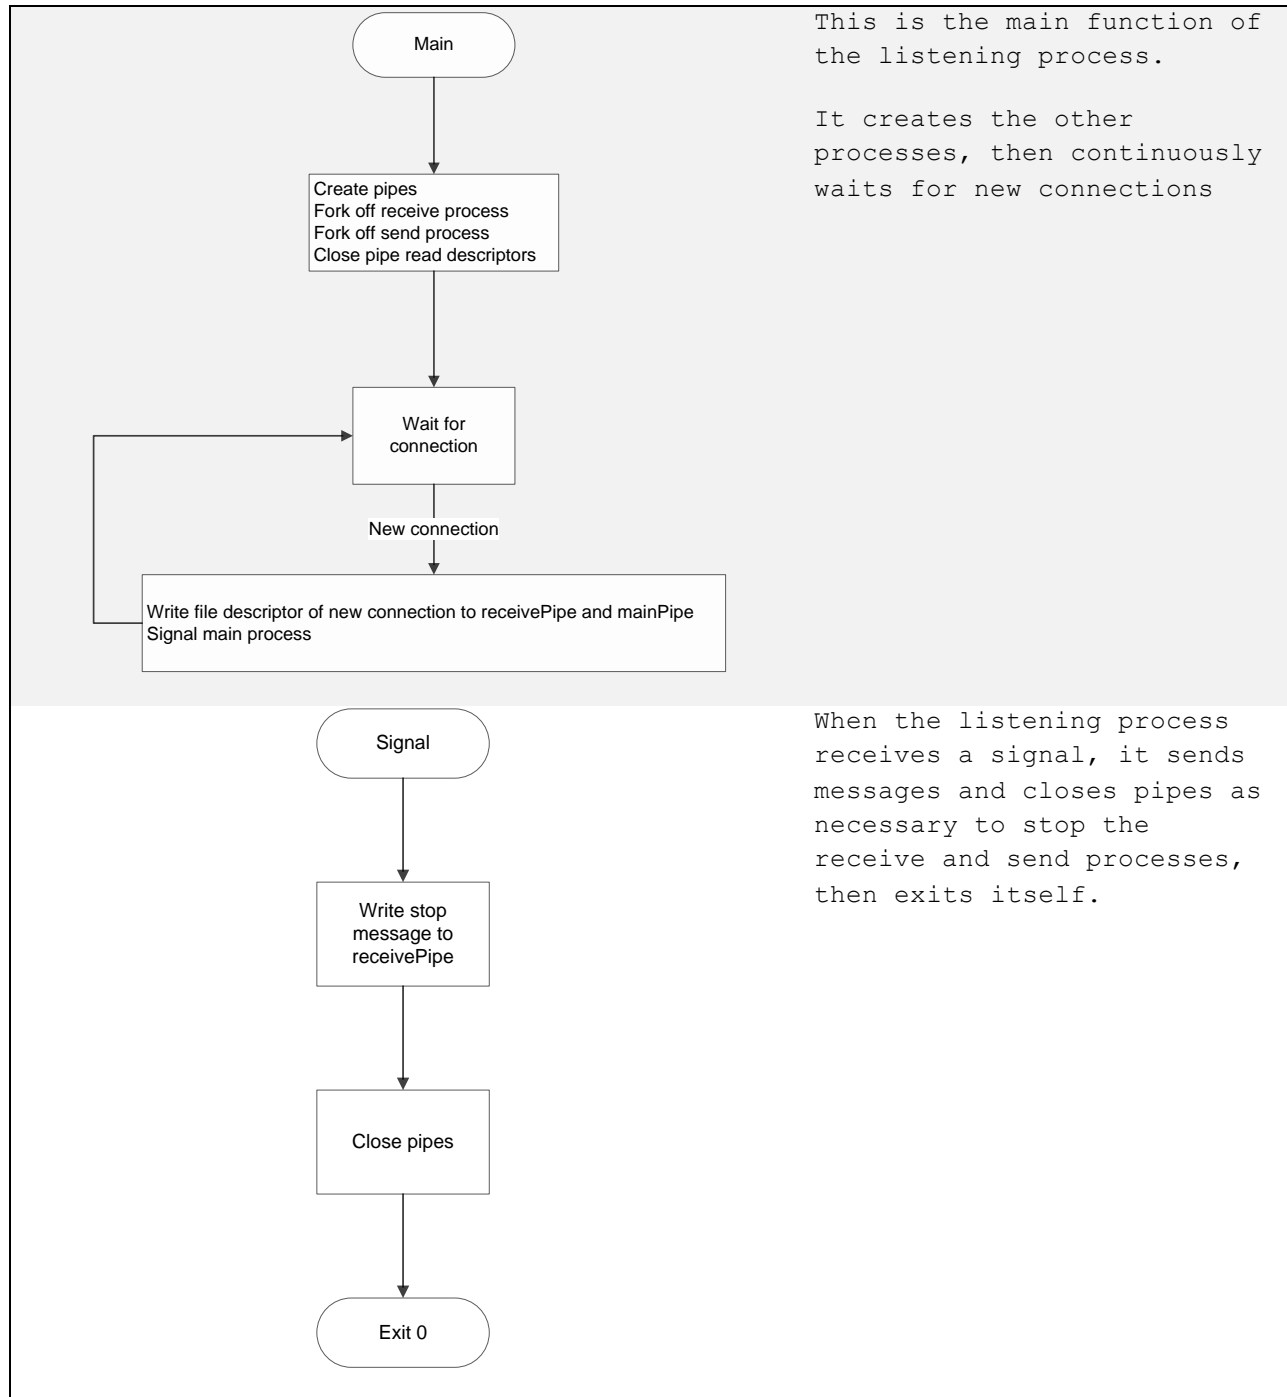 Main
This is the main function of
the listening process.
It creates the other
processes, then continuously
waits for new connections
Create pipes
Fork off receive process
Fork off send process
Close pipe read descriptors
Wait for
connection
New connection
Write file descriptor of new connection to receivePipe and mainPipe
Signal main process
Signal
When the listening process
receives a signal, it sends
messages and closes pipes as
necessary to stop the
receive and send processes,
then exits itself.
Write stop
message to
receivePipe
Close pipes
Exit 0